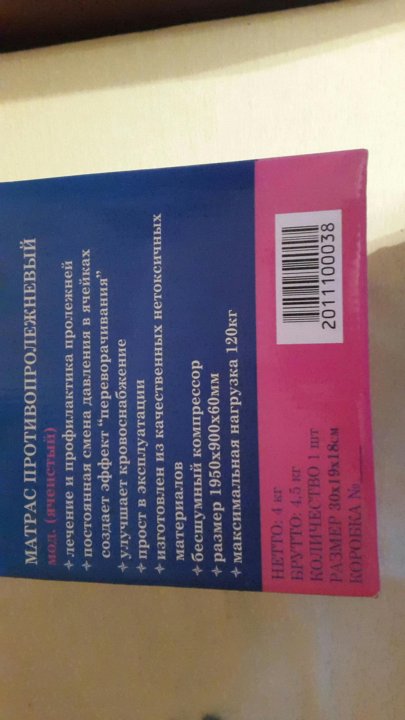 МАТРАС ПРОТИВОПРОЛЕЖНЕВЫЙ
мод. (ячеистый)
лечение и профилактика пролежней
постоянная смена давления в ячейках
создает эффект "переворачивания"
улучшает кровоснабжение
прост в эксплуатации
изготовлен из качественных нетоксичных
материалов
бесшумный компрессор
размер 1950х900х60мм
максимальная нагрузка 120кг
НЕТТО: 4 кг
БРУТТО: 4,5 кг
КОЛИЧЕСТВО 1 шт
РАЗМЕР 30х19х18см
КОРОБКА №____
2011100038